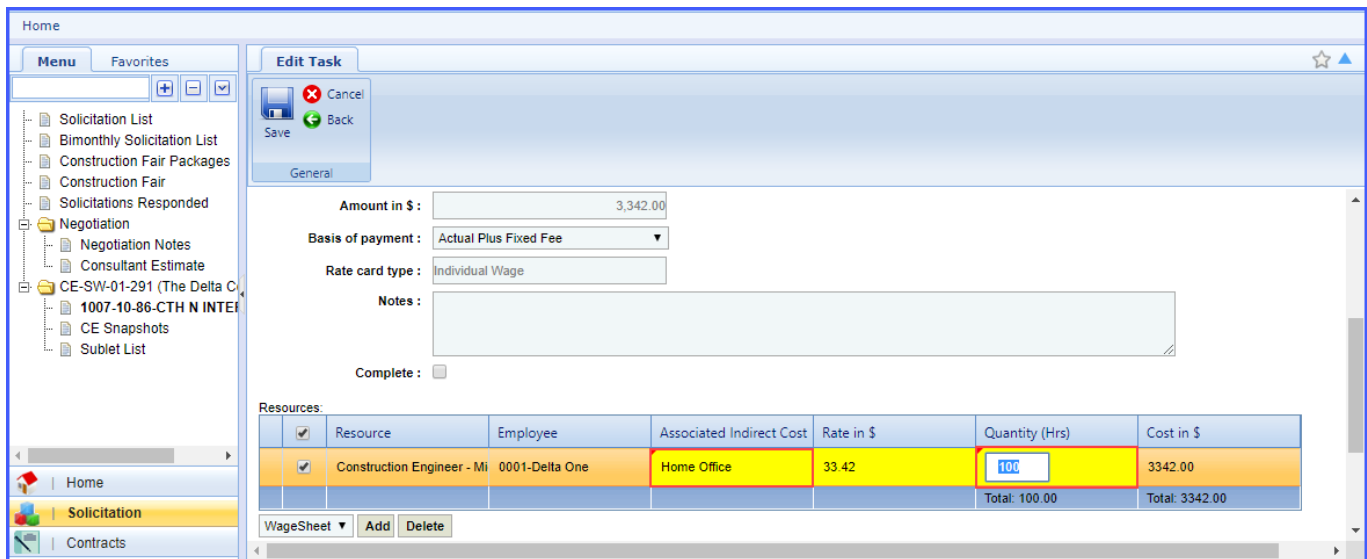 Home
Menu Favorites
Solicitation List
Bimonthly Solicitation List
Construction Fair Packages
Construction Fair
Solicitations Responded
Negotiation
Negotiation Notes
Consultant Estimate
CE-SW-01-291 (The Delta C
1007-10-86-CTH N INTE
CE Snapshots
Sublet List
| Home
| Solicitation
| Contracts
Edit Task
Save
Cancel
Back
General
Amount in $ : 3,342.00
Basis of payment : Actual Plus Fixed Fee
Rate card type : Individual Wage
Notes :
Complete :
Resources:
Resource Employee Associated Indirect Cost Rate in $ Quantity (Hrs) Cost in $
Construction Engineer - Mi 0001-Delta One Home Office 33.42 100 3342.00
Total: 100.00 Total: 3342.00
WageSheet Add Delete